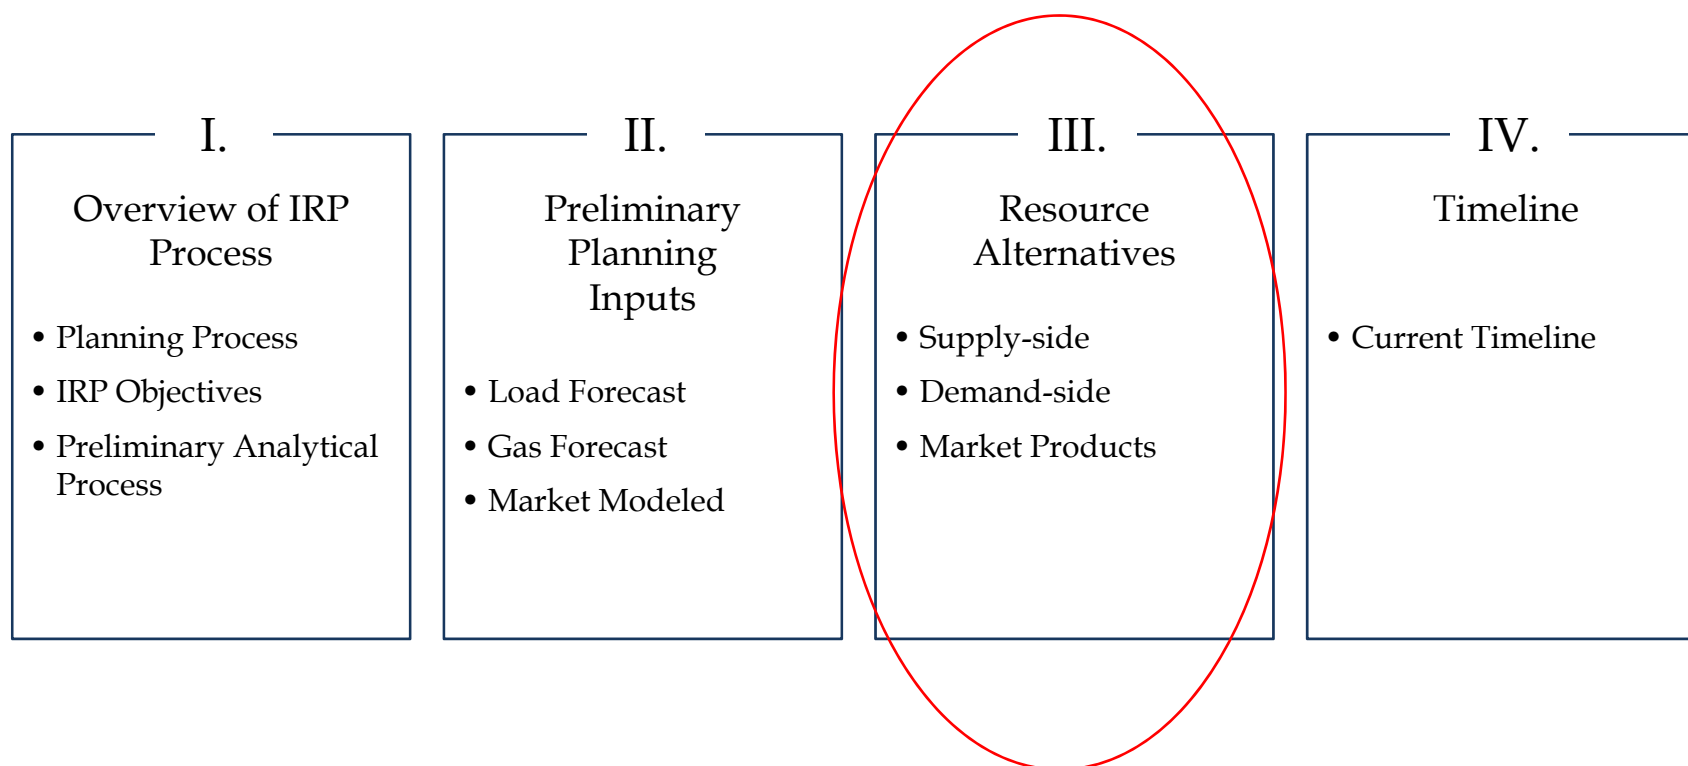 I.
Overview of IRP
Process
• Planning Process
• IRP Objectives
• Preliminary Analytical
Process
II.
Preliminary
Planning
Inputs
• Load Forecast
• Gas Forecast
• Market Modeled
III.
Resource
Alternatives
• Supply-side
• Demand-side
• Market Products
IV.
Timeline
• Current Timeline